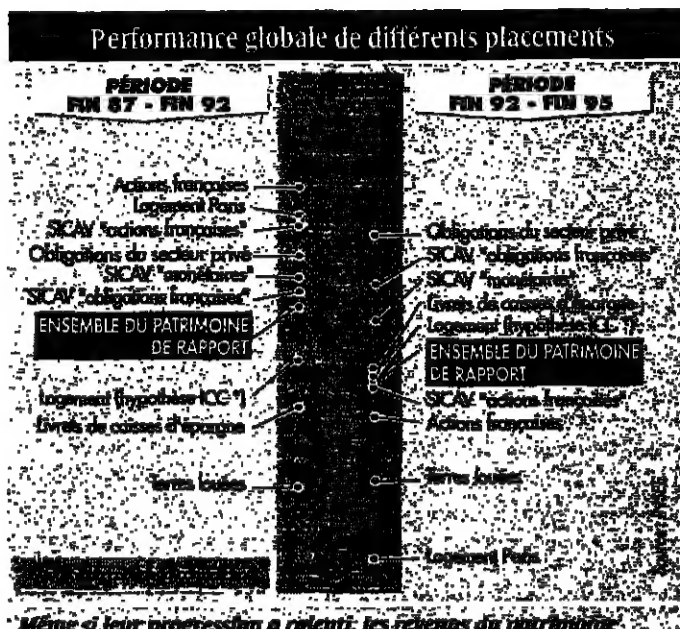 Performance globale de différents placements
PÉRIODE
FIN 87 - FIN 92
Actions françaises
Logement Paris
SICAV "actions françaises"
Obligations du secteur privé
SICAV "monétaires"
SICAV "obligations françaises"
ENSEMBLE DU PATRIMOINE
DE RAPPORT
Logement (hypothèse ICC *)
Livrets de caisses d'épargne
Terres louées
PÉRIODE
FIN 92 - FIN 95
Obligations du secteur privé
SICAV "obligations françaises"
SICAV "monétaires"
Livrets de caisses d'épargne
Logement (hypothèse ICC *)
ENSEMBLE DU PATRIMOINE
DE RAPPORT
SICAV "actions françaises"
Actions françaises
Terres louées
Logement Paris
Même si leur progression a ralenti, les revenus du patrimoine